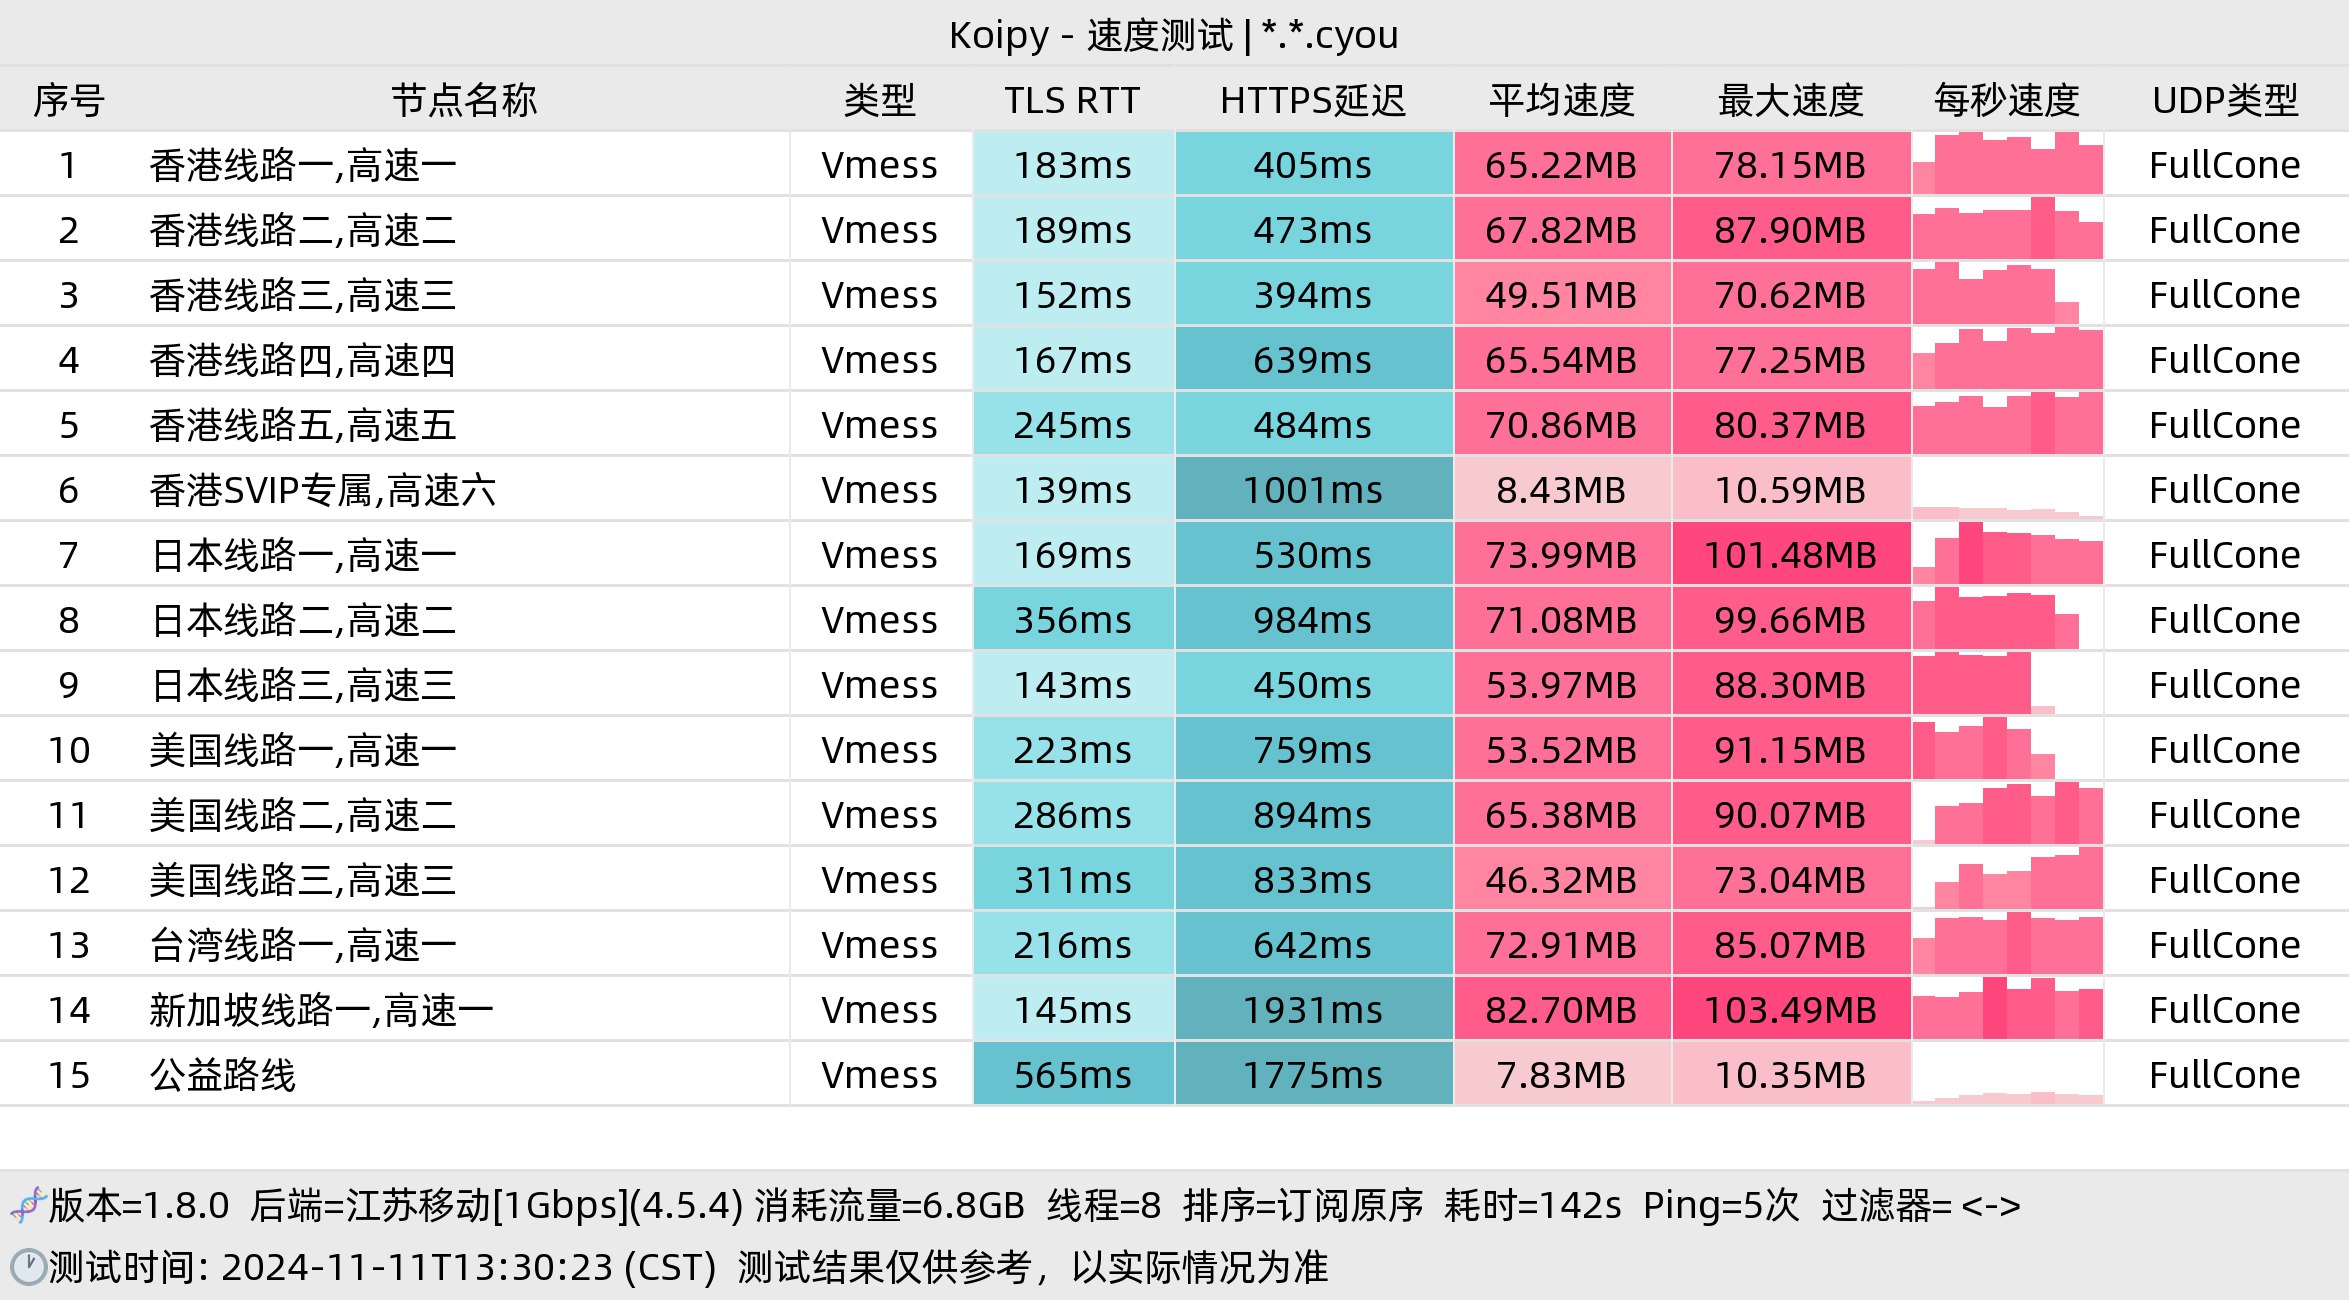 Koipy - 速度测试 | *.*.cyou
序号 节点名称 类型 TLS RTT HTTPS延迟 平均速度 最大速度 每秒速度 UDP类型
1 香港线路一,高速一 Vmess 183ms 405ms 65.22MB 78.15MB FullCone
2 香港线路二,高速二 Vmess 189ms 473ms 67.82MB 87.90MB FullCone
3 香港线路三,高速三 Vmess 152ms 394ms 49.51MB 70.62MB FullCone
4 香港线路四,高速四 Vmess 167ms 639ms 65.54MB 77.25MB FullCone
5 香港线路五,高速五 Vmess 245ms 484ms 70.86MB 80.37MB FullCone
6 香港SVIP专属,高速六 Vmess 139ms 1001ms 8.43MB 10.59MB FullCone
7 日本线路一,高速一 Vmess 169ms 530ms 73.99MB 101.48MB FullCone
8 日本线路二,高速二 Vmess 356ms 984ms 71.08MB 99.66MB FullCone
9 日本线路三,高速三 Vmess 143ms 450ms 53.97MB 88.30MB FullCone
10 美国线路一,高速一 Vmess 223ms 759ms 53.52MB 91.15MB FullCone
11 美国线路二,高速二 Vmess 286ms 894ms 65.38MB 90.07MB FullCone
12 美国线路三,高速三 Vmess 311ms 833ms 46.32MB 73.04MB FullCone
13 台湾线路一,高速一 Vmess 216ms 642ms 72.91MB 85.07MB FullCone
14 新加坡线路一,高速一 Vmess 145ms 1931ms 82.70MB 103.49MB FullCone
15 公益路线 Vmess 565ms 1775ms 7.83MB 10.35MB FullCone
版本=1.8.0 后端=江苏移动[1Gbps](4.5.4) 消耗流量=6.8GB 线程=8 排序=订阅原序 耗时=142s Ping=5次 过滤器= <->
测试时间: 2024-11-11T13:30:23 (CST) 测试结果仅供参考，以实际情况为准